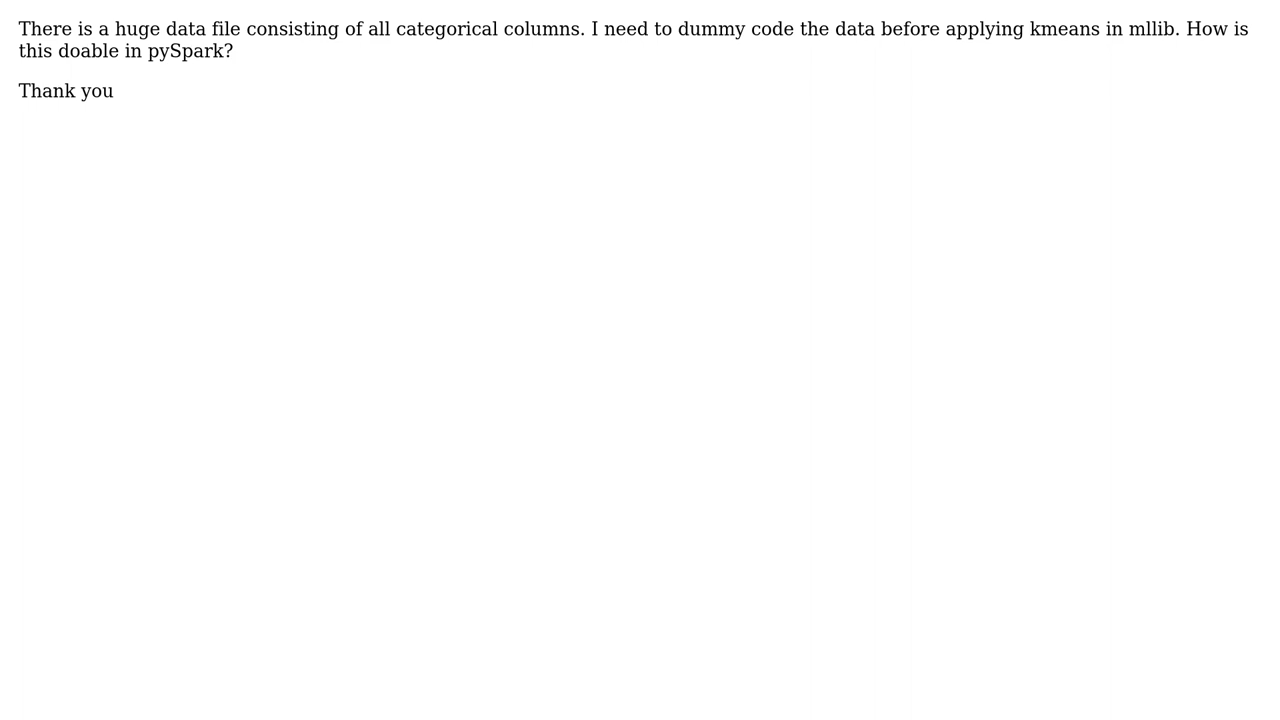 There is a huge data file consisting of all categorical columns. I need to dummy code the data before applying kmeans in mllib. How is
this doable in pySpark?
Thank you